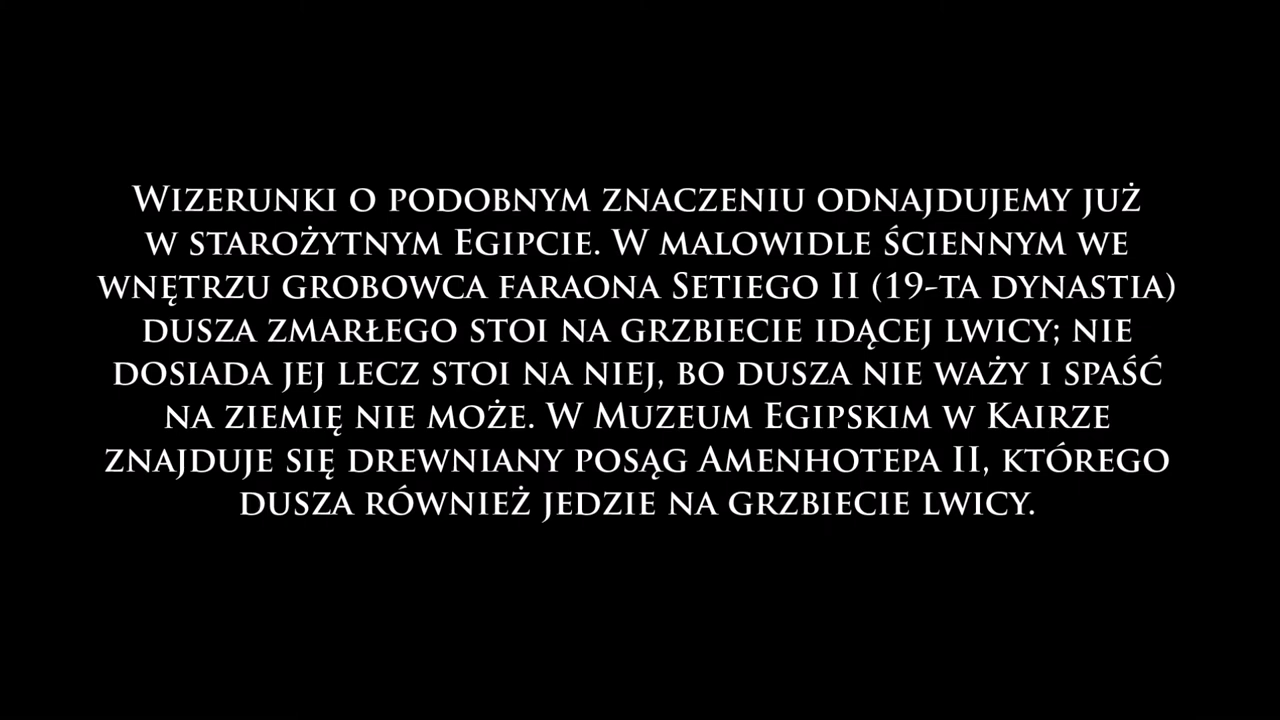 Wizerunki o podobnym znaczeniu odnajdujemy już
w starożytnym Egipcie. W malowidle ściennym we
wnętrzu grobowca faraona Setiego II (19-ta dynastia)
dusza zmarłego stoi na grzbiecie idącej lwicy; nie
dosiada jej lecz stoi na niej, bo dusza nie waży i spaść
na ziemię nie może. W Muzeum Egipskim w Kairze
znajduje się drewniany posąg Amenhotepa II, którego
dusza również jedzie na grzbiecie lwicy.